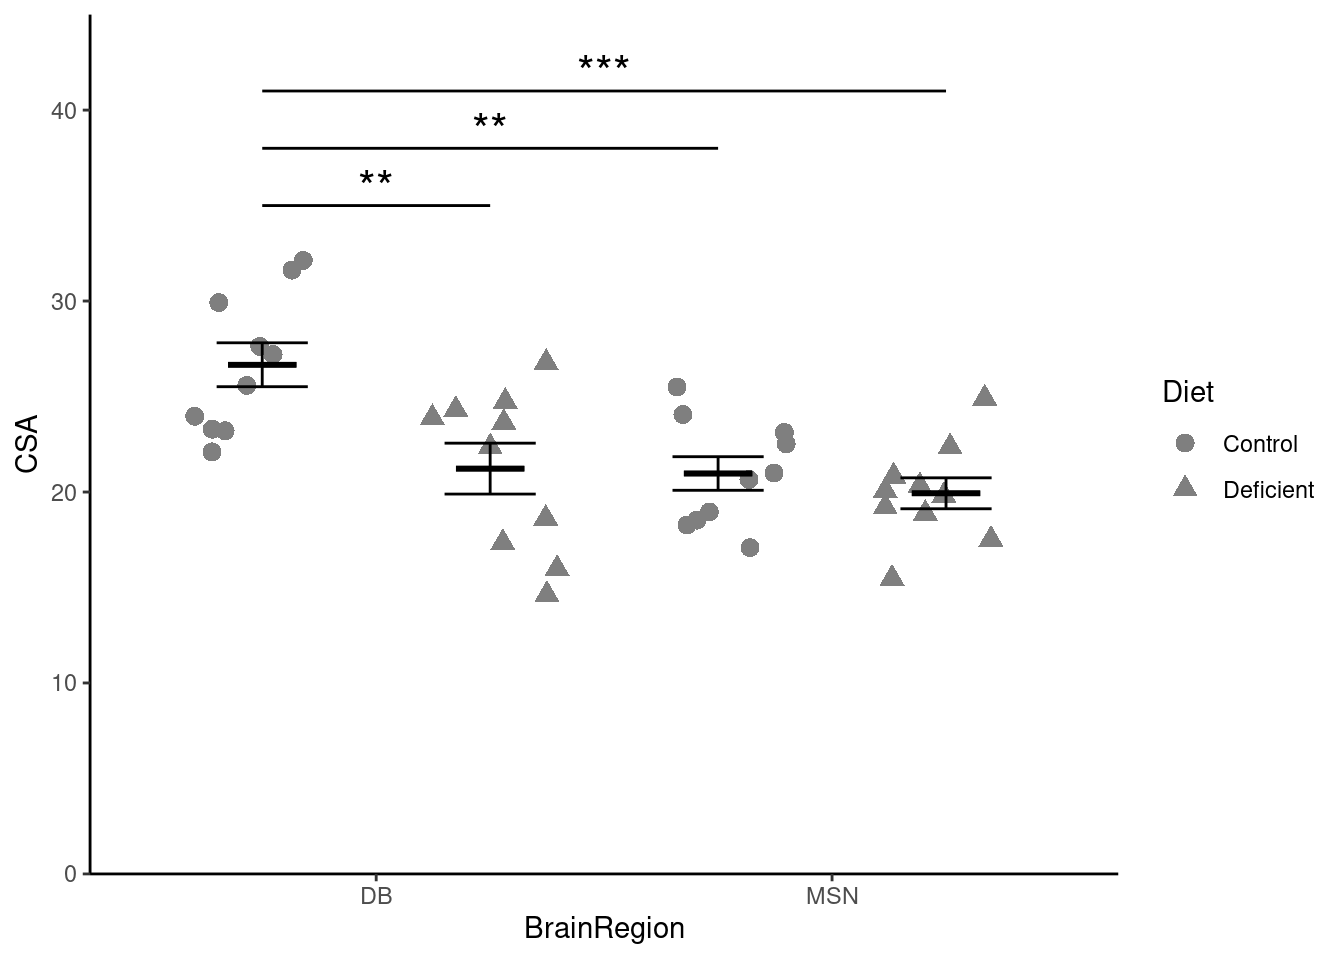 ***
**
**
40
30
20
10
0
CSA
DB
MSN
BrainRegion
Diet
Control
Deficient